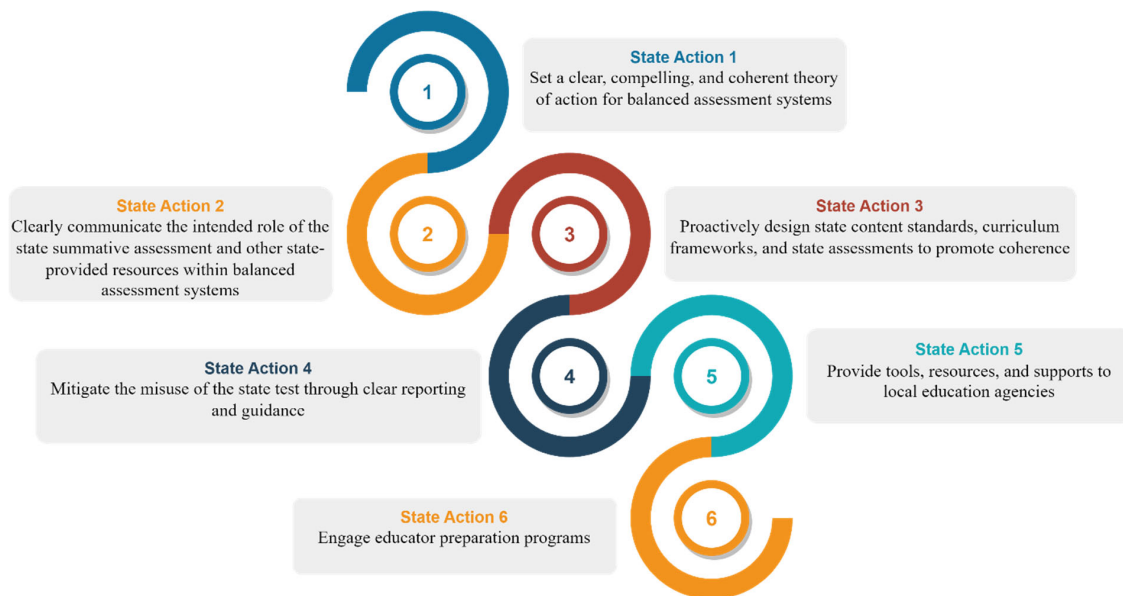 1
State Action 1
Set a clear, compelling, and coherent theory
of action for balanced assessment systems
State Action 2
Clearly communicate the intended role of the
state summative assessment and other state-
provided resources within balanced
assessment systems
2
3
State Action 3
Proactively design state content standards, curriculum
frameworks, and state assessments to promote coherence
State Action 4
Mitigate the misuse of the state test through clear reporting
and guidance
4
5
State Action 5
Provide tools, resources, and supports to
local education agencies
State Action 6
Engage educator preparation programs
6